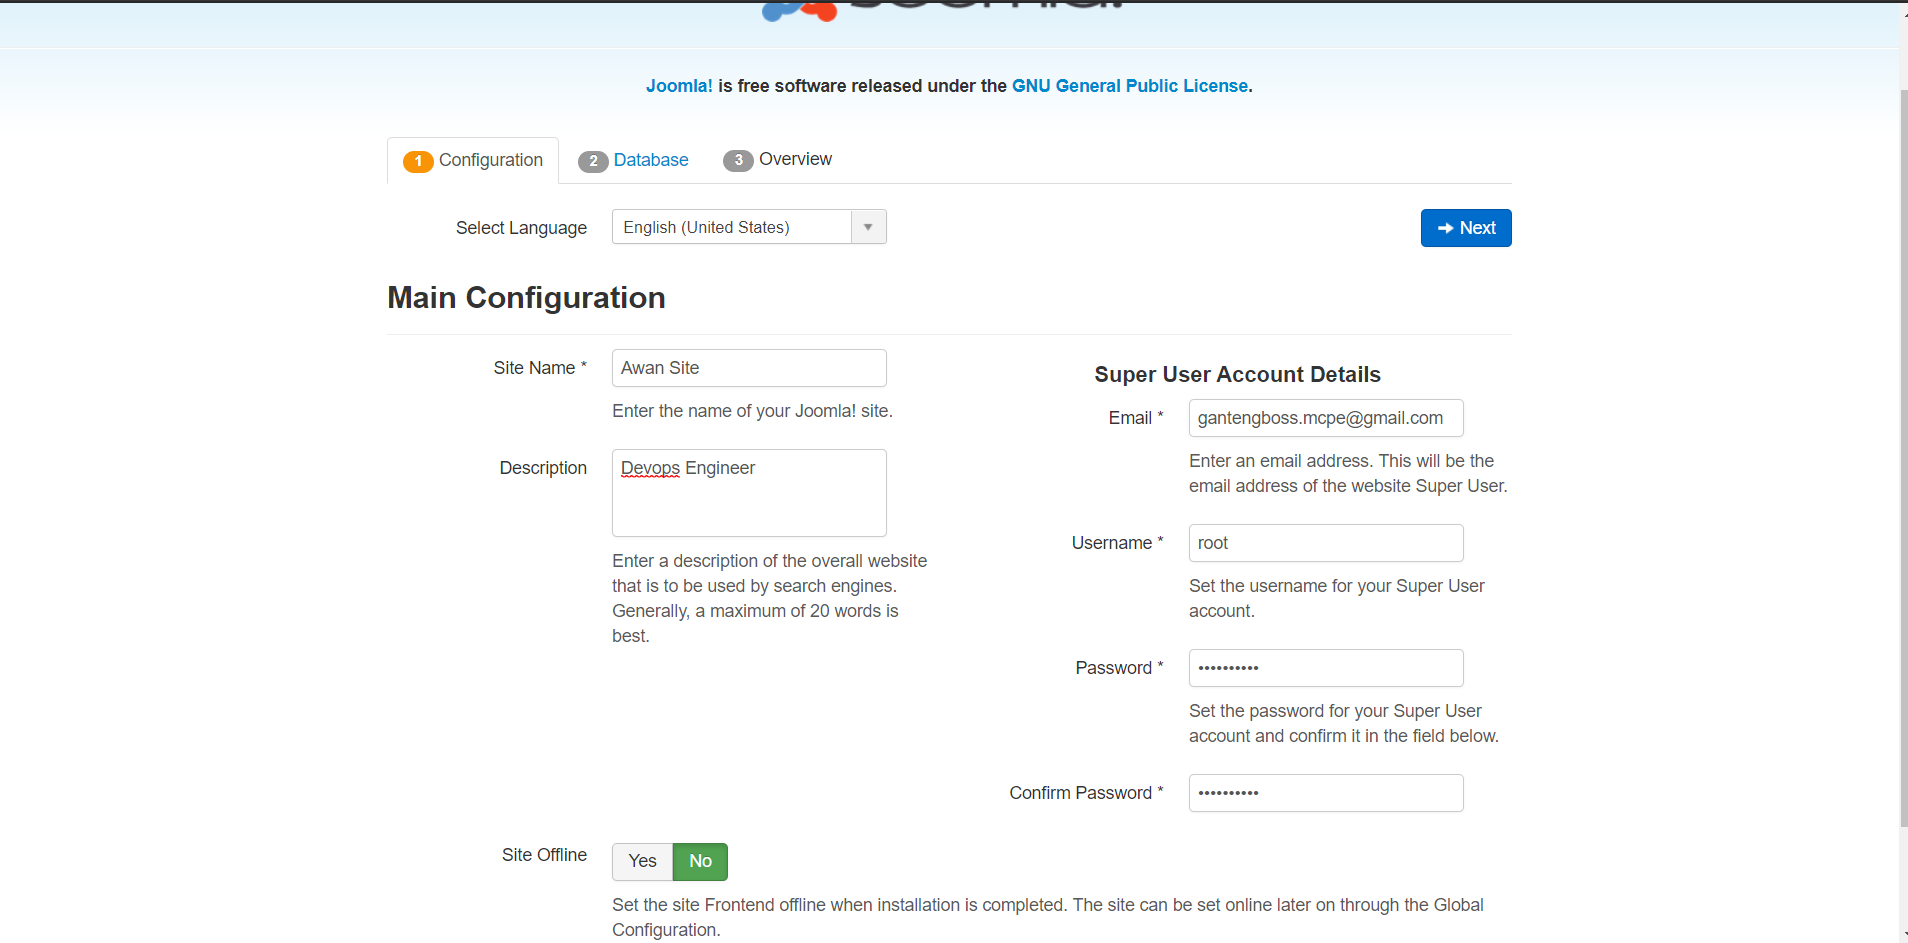 Joomla! is free software released under the GNU General Public License.
1 Configuration 2 Database 3 Overview
Select Language English (United States) Next
Main Configuration
Site Name * Awan Site
Enter the name of your Joomla! site.
Description Devops Engineer
Enter a description of the overall website
that is to be used by search engines.
Generally, a maximum of 20 words is
best.
Super User Account Details
Email * gantengboss.mcpe@gmail.com
Enter an email address. This will be the
email address of the website Super User.
Username * root
Set the username for your Super User
account.
Password * ••••••••••
Set the password for your Super User
account and confirm it in the field below.
Confirm Password * ••••••••••
Site Offline Yes No
Set the site Frontend offline when installation is completed. The site can be set online later on through the Global
Configuration.